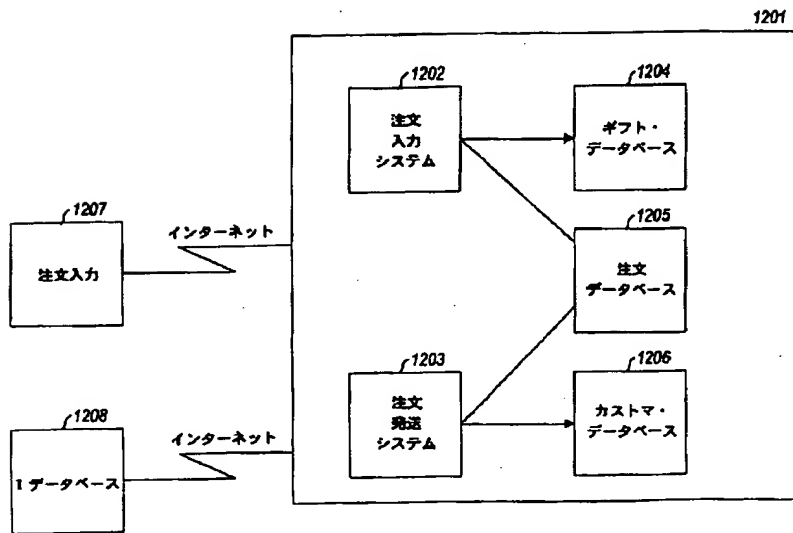 1201
1202
注文
入力
システム
1204
ギフト・
データベース
1207
注文入力
インターネット
1205
注文
データベース
1203
注文
発送
システム
1206
カストマ・
データベース
1208
I データベース
インターネット